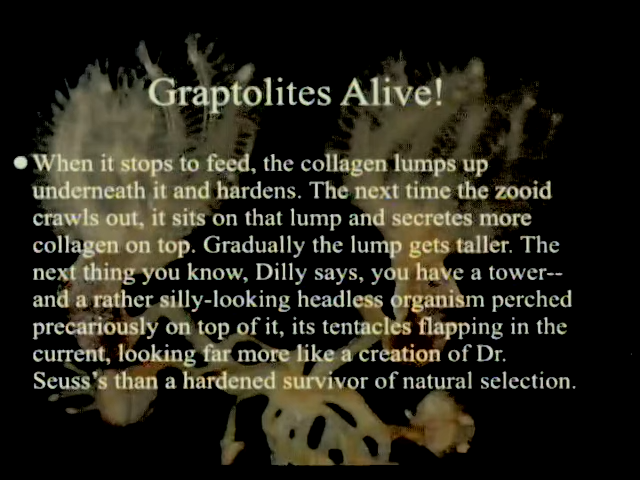 Graptolites Alive!
When it stops to feed, the collagen lumps up
underneath it and hardens. The next time the zooid
crawls out, it sits on that lump and secretes more
collagen on top. Gradually the lump gets taller. The
next thing you know, Dilly says, you have a tower--
and a rather silly-looking headless organism perched
precariously on top of it, its tentacles flapping in the
current, looking far more like a creation of Dr.
Seuss's than a hardened survivor of natural selection.